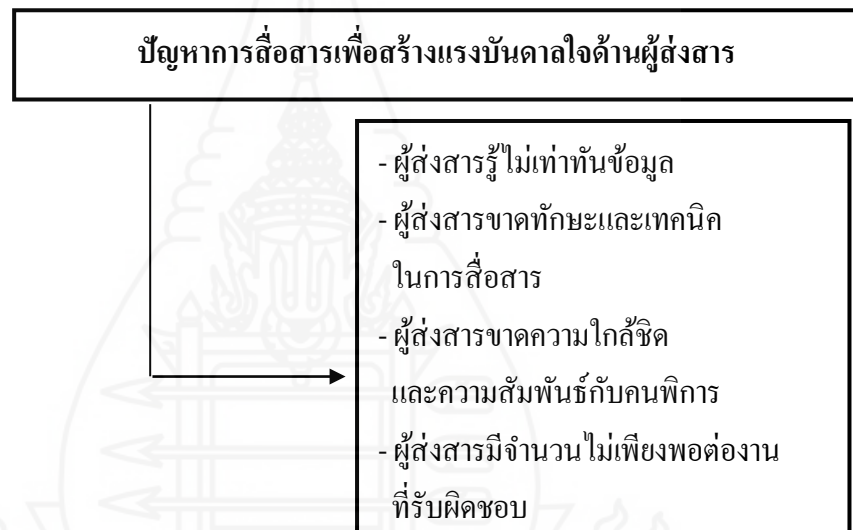 ปัญหาการสื่อสารเพื่อสร้างแรงบันดาลใจด้านผู้ส่งสาร
- ผู้ส่งสารรู้ไม่เท่าทันข้อมูล
- ผู้ส่งสารขาดทักษะและเทคนิค
ในการสื่อสาร
- ผู้ส่งสารขาดความใกล้ชิด
และความสัมพันธ์กับคนพิการ
- ผู้ส่งสารมีจำนวนไม่เพียงพอต่องาน
ที่รับผิดชอบ